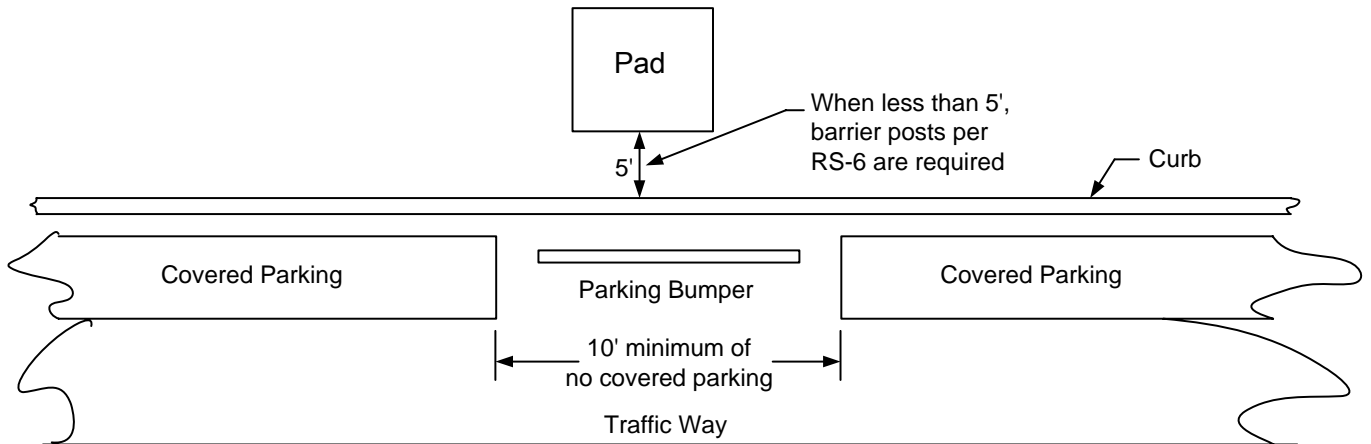 Pad
When less than 5',
barrier posts per
RS-6 are required
5'
Curb
Covered Parking
Parking Bumper
Covered Parking
10' minimum of
no covered parking
Traffic Way